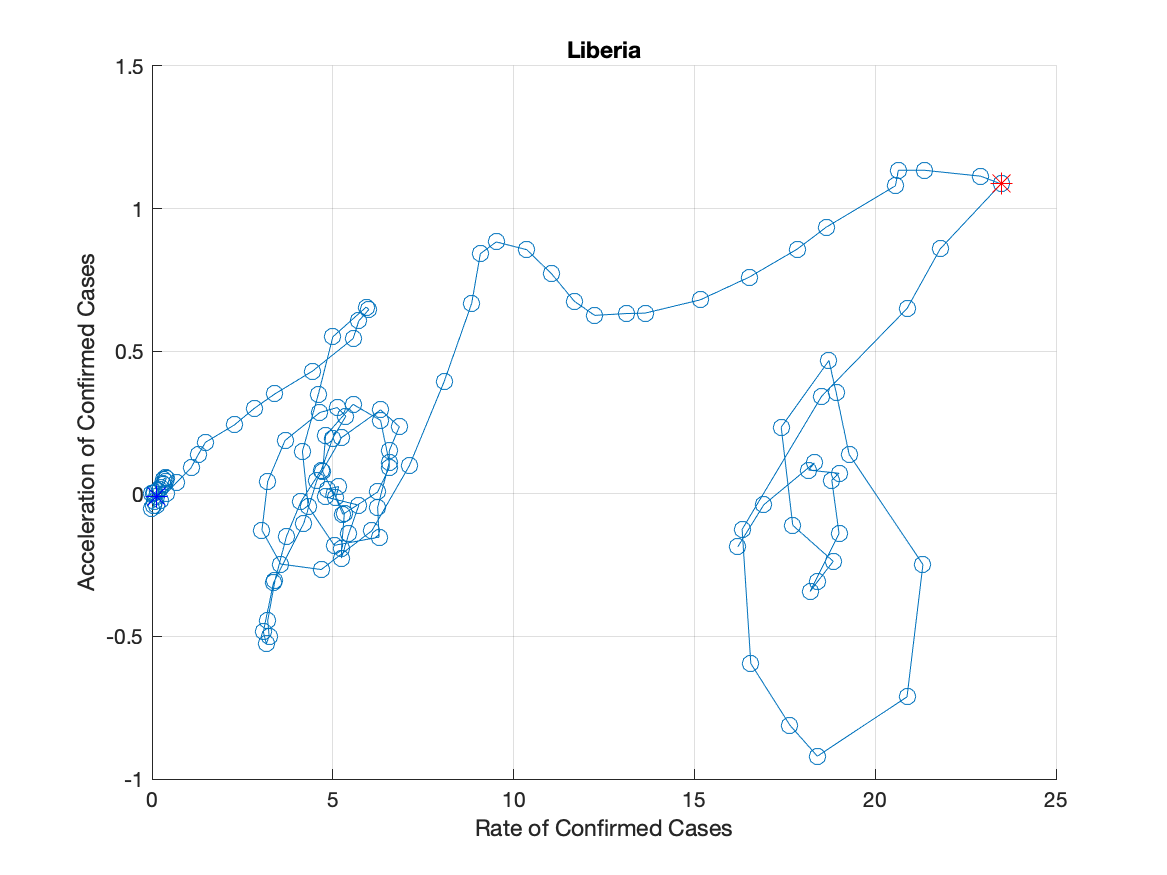 Liberia
1.5
1
0.5
0
-0.5
-1
0 5 10 15 20 25
Acceleration of Confirmed Cases
Rate of Confirmed Cases